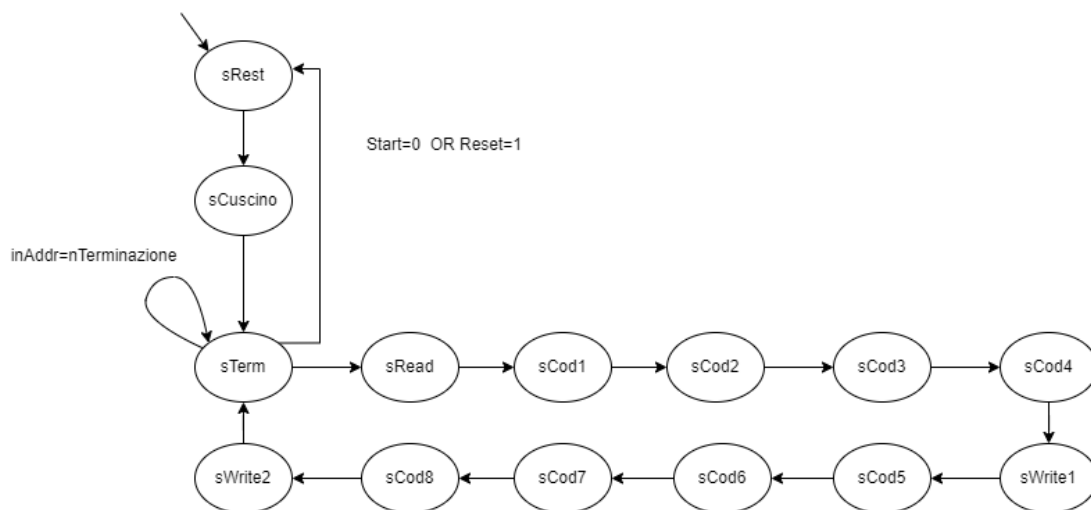 sRest
Start=0 OR Reset=1
sCuscino
inAddr=nTerminazione
sTerm
sRead
sCod1
sCod2
sCod3
sCod4
sWrite2
sCod8
sCod7
sCod6
sCod5
sWrite1